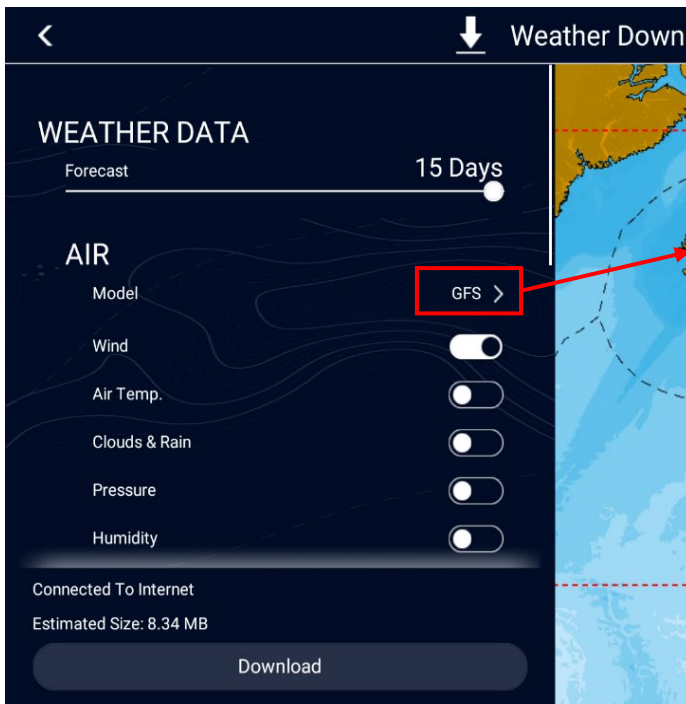 Weather Down
WEATHER DATA
Forecast 15 Days
AIR
Model GFS
Wind
Air Temp.
Clouds & Rain
Pressure
Humidity
Connected To Internet
Estimated Size: 8.34 MB
Download